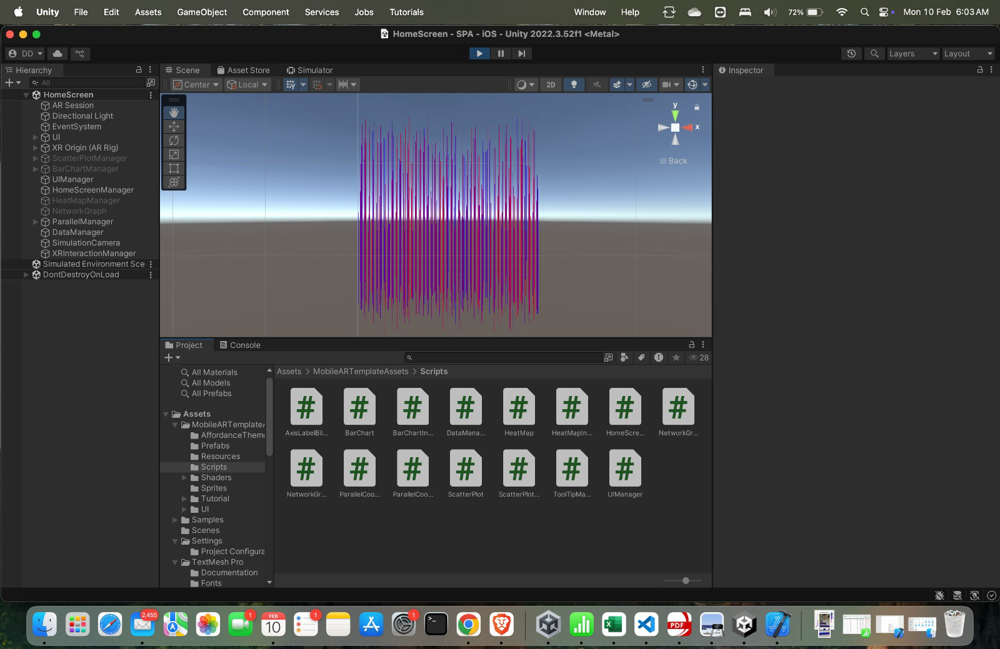 Unity File Edit Assets GameObject Component Services Jobs Tutorials Window Help 72% Mon 10 Feb 6:03 AM
HomeScreen - SPA - iOS - Unity 2022.3.52f1 <Metal>
DD Layers Layout
Hierarchy
All
HomeScreen
AR Session
Directional Light
EventSystem
UI
XR Origin (AR Rig)
ScatterPlotManager
BarChartManager
UIManager
HomeScreenManager
HeatMapManager
NetworkGraph
ParallelManager
DataManager
SimulationCamera
XRInteractionManager
Simulated Environment Sce
DontDestroyOnLoad
Scene Asset Store Simulator
Center Local 2D
y
x
Back
Inspector
Project Console
28
All Materials
All Models
All Prefabs
Assets
MobileARTemplateA
AffordanceThem
Prefabs
Resources
Scripts
Shaders
Sprites
Tutorial
UI
Samples
Scenes
Settings
Project Configura
TextMesh Pro
Documentation
Fonts
Assets > MobileARTemplateAssets > Scripts
# # # # # # # #
AxisLabelBil... BarChart BarChartIn... DataMana... HeatMap HeatMapIn... HomeScre... NetworkGr...
# # # # # # #
NetworkGr... ParallelCoo... ParallelCoo... ScatterPlot ScatterPlot... ToolTipMa... UIManager
2,455 1 FEB 1 1
10
PDF